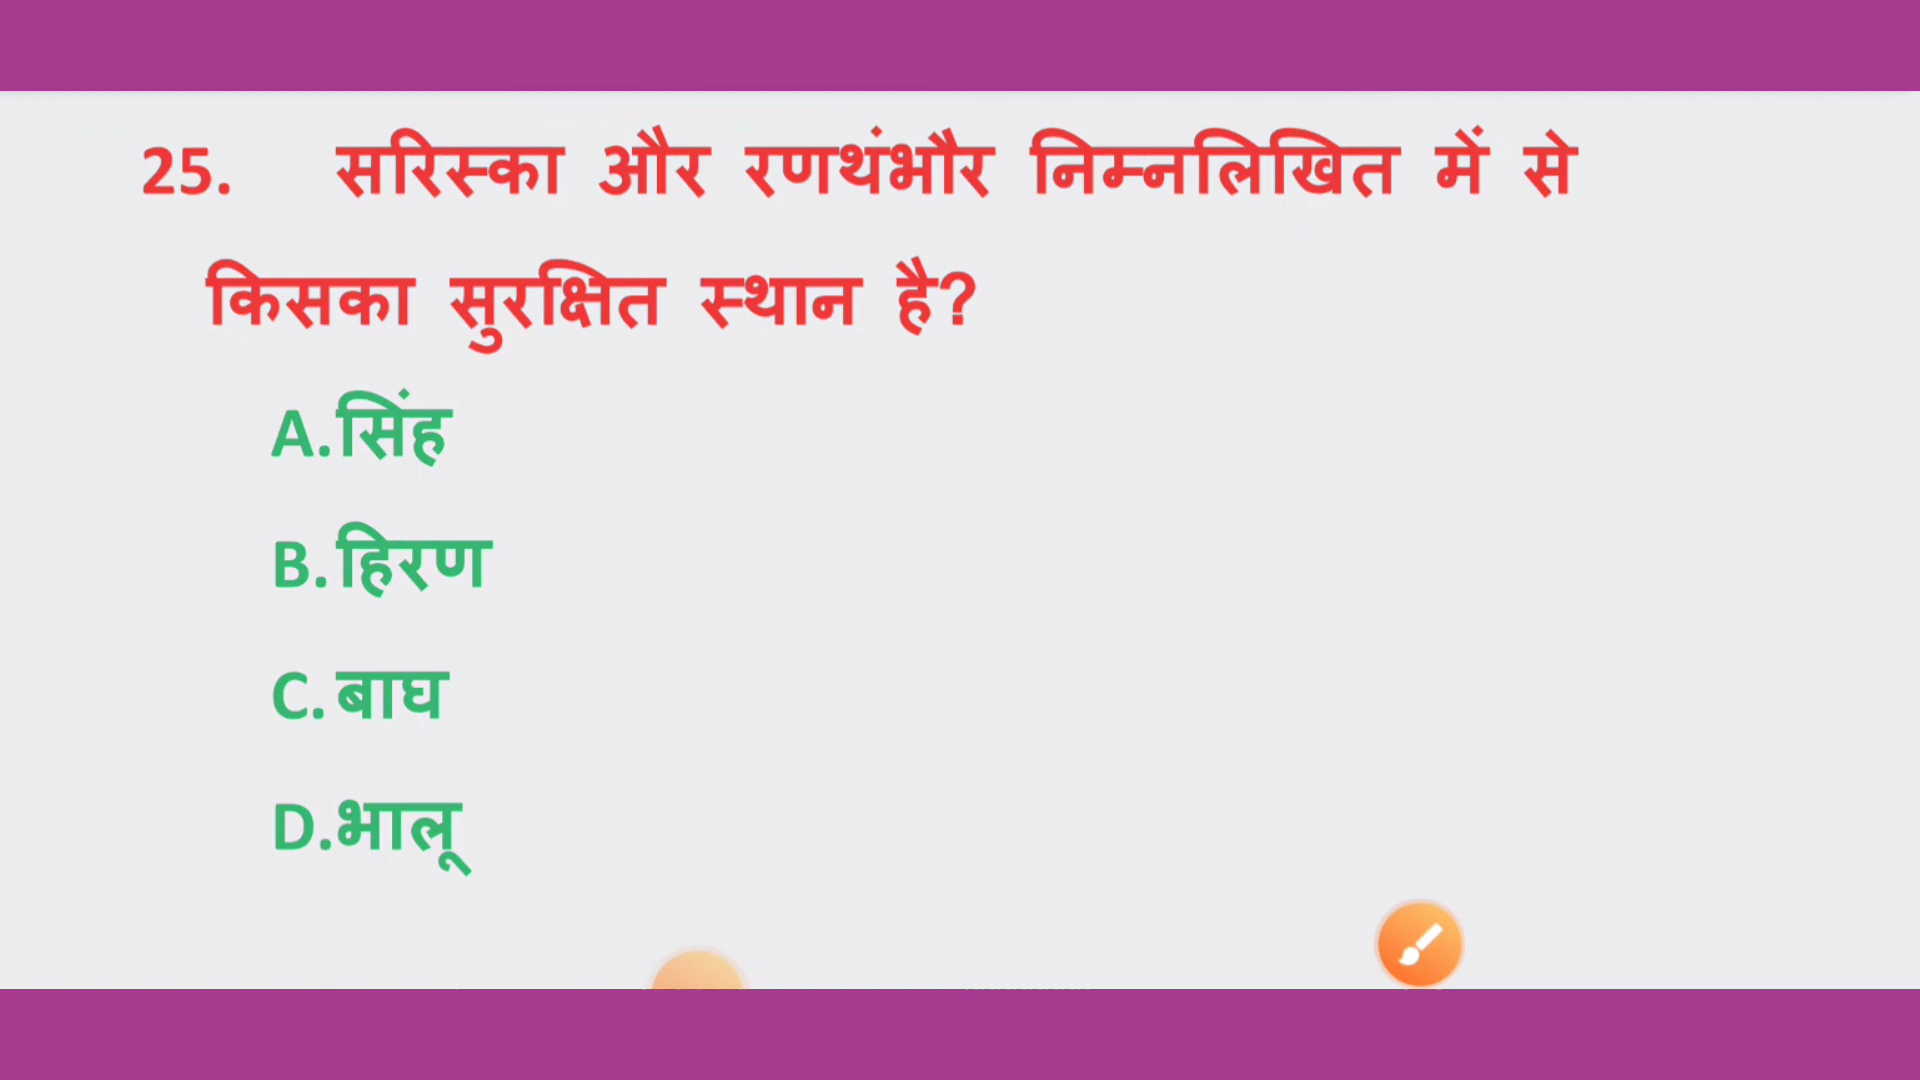 25. सरिस्का और रणथंभौर निम्नलिखित में से
किसका सुरक्षित स्थान है?
A.सिंह
B.हिरण
C.बाघ
D.भालू